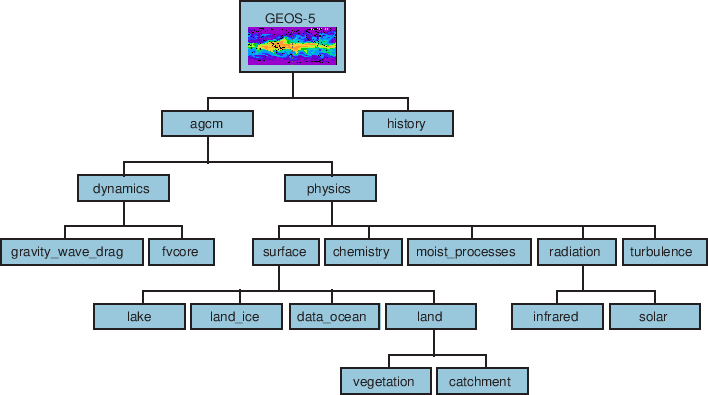 GEOS-5
agcm
history
dynamics
physics
gravity_wave_drag
fvcore
surface
chemistry
moist_processes
radiation
turbulence
lake
land_ice
data_ocean
land
infrared
solar
vegetation
catchment